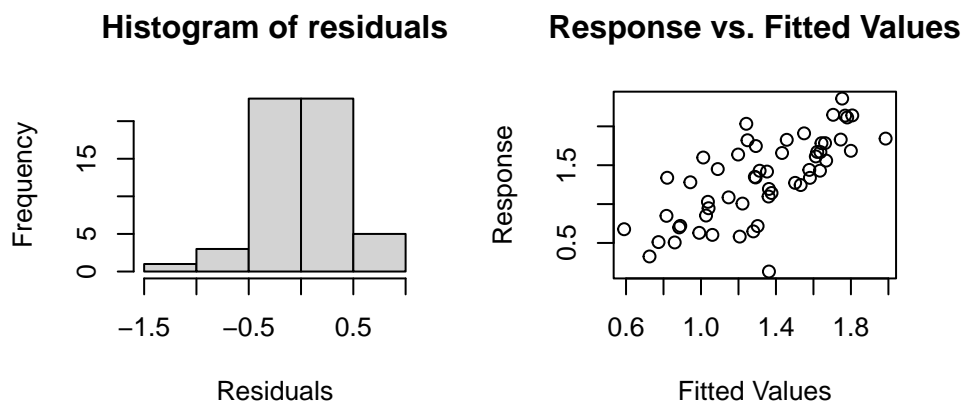 Histogram of residuals
Frequency
0 5 15
−1.5 −0.5 0.5
Residuals
Response vs. Fitted Values
Response
0.5 1.5
0.6 1.0 1.4 1.8
Fitted Values